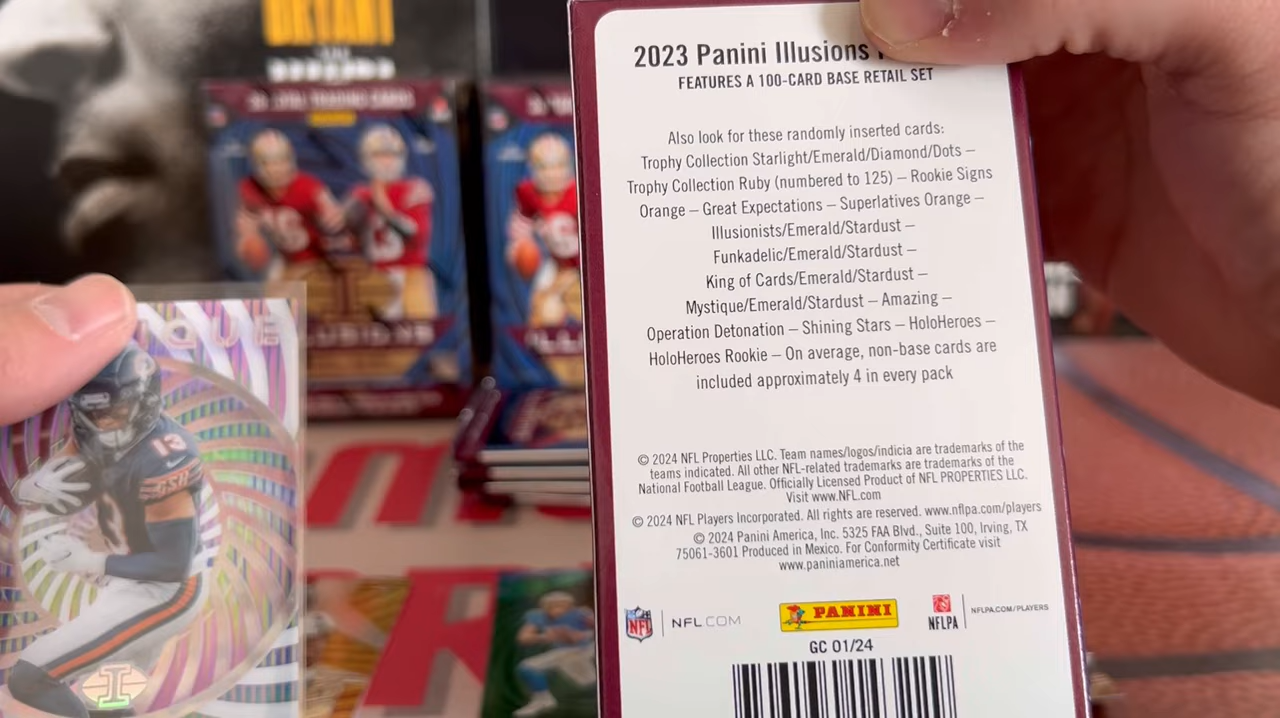 BRYANT
2023 Panini Illusions
FEATURES A 100-CARD BASE RETAIL SET
Also look for these randomly inserted cards:
Trophy Collection Starlight/Emerald/Diamond/Dots –
Trophy Collection Ruby (numbered to 125) – Rookie Signs
Orange – Great Expectations – Superlatives Orange –
Illusionists/Emerald/Stardust –
Funkadelic/Emerald/Stardust –
King of Cards/Emerald/Stardust –
Mystique/Emerald/Stardust – Amazing –
Operation Detonation – Shining Stars – HoloHeroes –
HoloHeroes Rookie – On average, non-base cards are
included approximately 4 in every pack
© 2024 NFL Properties LLC. Team names/logos/indicia are trademarks of the
teams indicated. All other NFL-related trademarks are trademarks of the
National Football League. Officially Licensed Product of NFL PROPERTIES LLC.
Visit www.NFL.com
© 2024 NFL Players Incorporated. All rights are reserved. www.nflpa.com/players
© 2024 Panini America, Inc. 5325 FAA Blvd., Suite 100, Irving, TX
75061-3601 Produced in Mexico. For Conformity Certificate visit
www.paniniamerica.net
NFL
NFL.COM
PANINI
NFLPA
NFLPA.COM/PLAYERS
GC 01/24
13
I